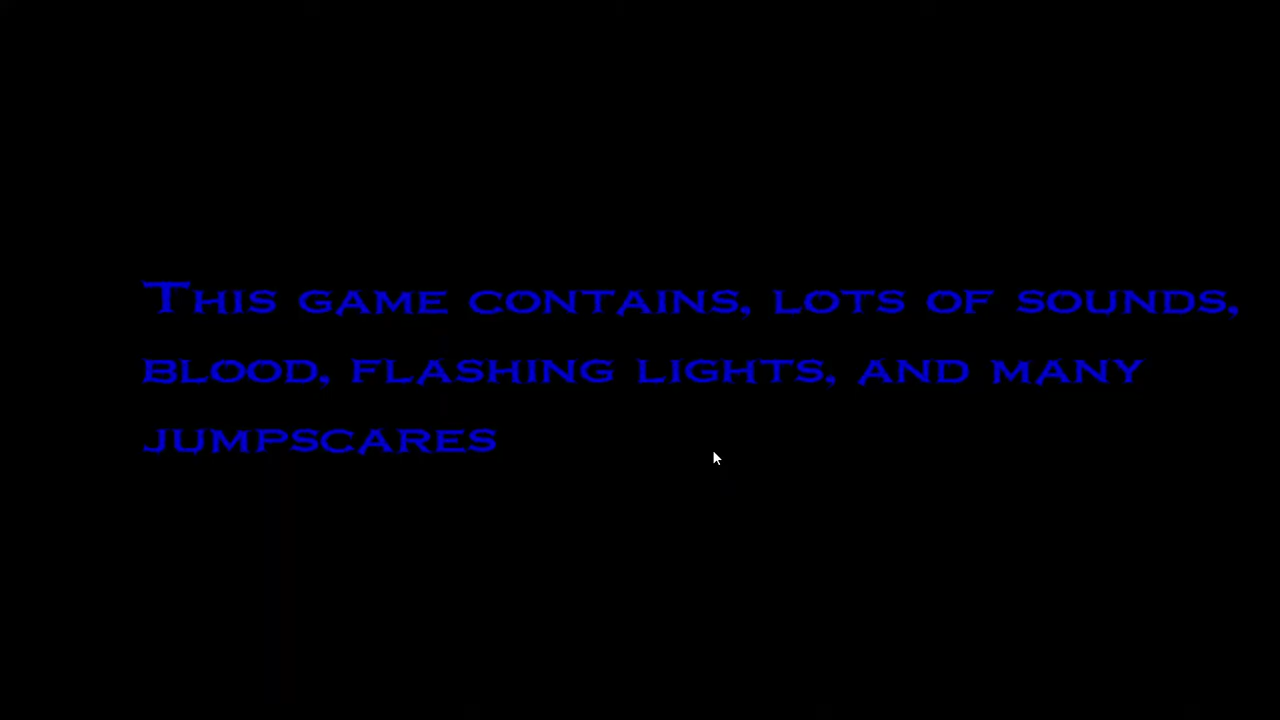 This game contains, lots of sounds,
blood, flashing lights, and many
jumpscares